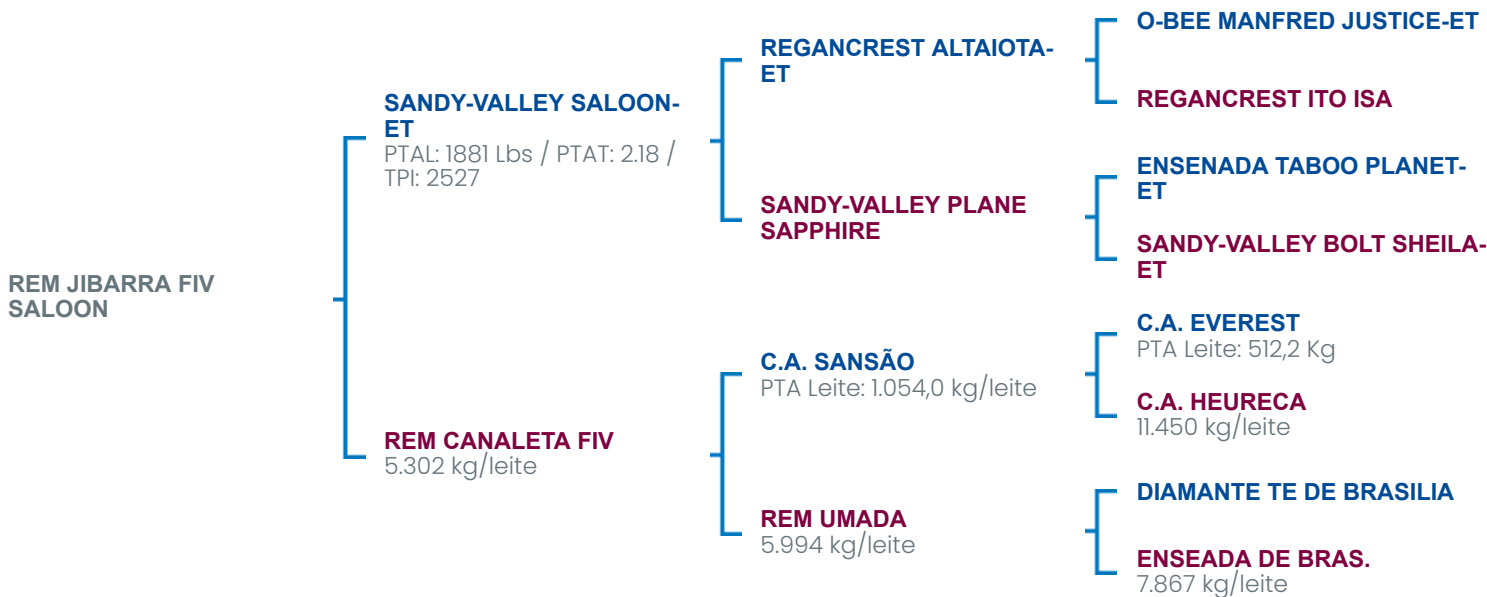 REM JIBARRA FIV
SALOON
SANDY-VALLEY SALOON-
ET
PTAL: 1881 Lbs / PTAT: 2.18 /
TPI: 2527
REM CANALETA FIV
5.302 kg/leite
REGANCREST ALTAIOTA-
ET
SANDY-VALLEY PLANE
SAPPHIRE
C.A. SANSÃO
PTA Leite: 1.054,0 kg/leite
REM UMADA
5.994 kg/leite
O-BEE MANFRED JUSTICE-ET
REGANCREST ITO ISA
ENSENADA TABOO PLANET-
ET
SANDY-VALLEY BOLT SHEILA-
ET
C.A. EVEREST
PTA Leite: 512,2 Kg
C.A. HEURECA
11.450 kg/leite
DIAMANTE TE DE BRASILIA
ENSEADA DE BRAS.
7.867 kg/leite